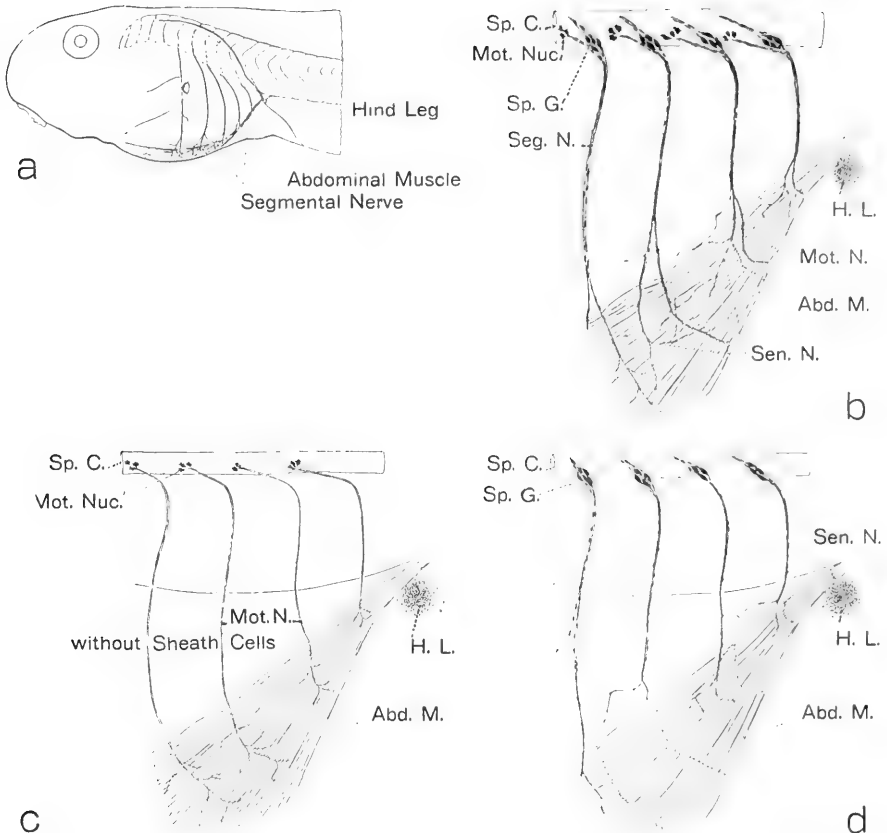 Hind Leg
Abdominal Muscle
Segmental Nerve
a
Sp. C.
Mot. Nuc.
Sp. G.
Seg. N.
H. L.
Mot. N.
Abd. M.
Sen. N.
b
Sp. C.
Mot. Nuc.
Mot. N.
without Sheath Cells
H. L.
Abd. M.
c
Sp. C.
Sp. G.
Sen. N.
H. L.
Abd. M.
d